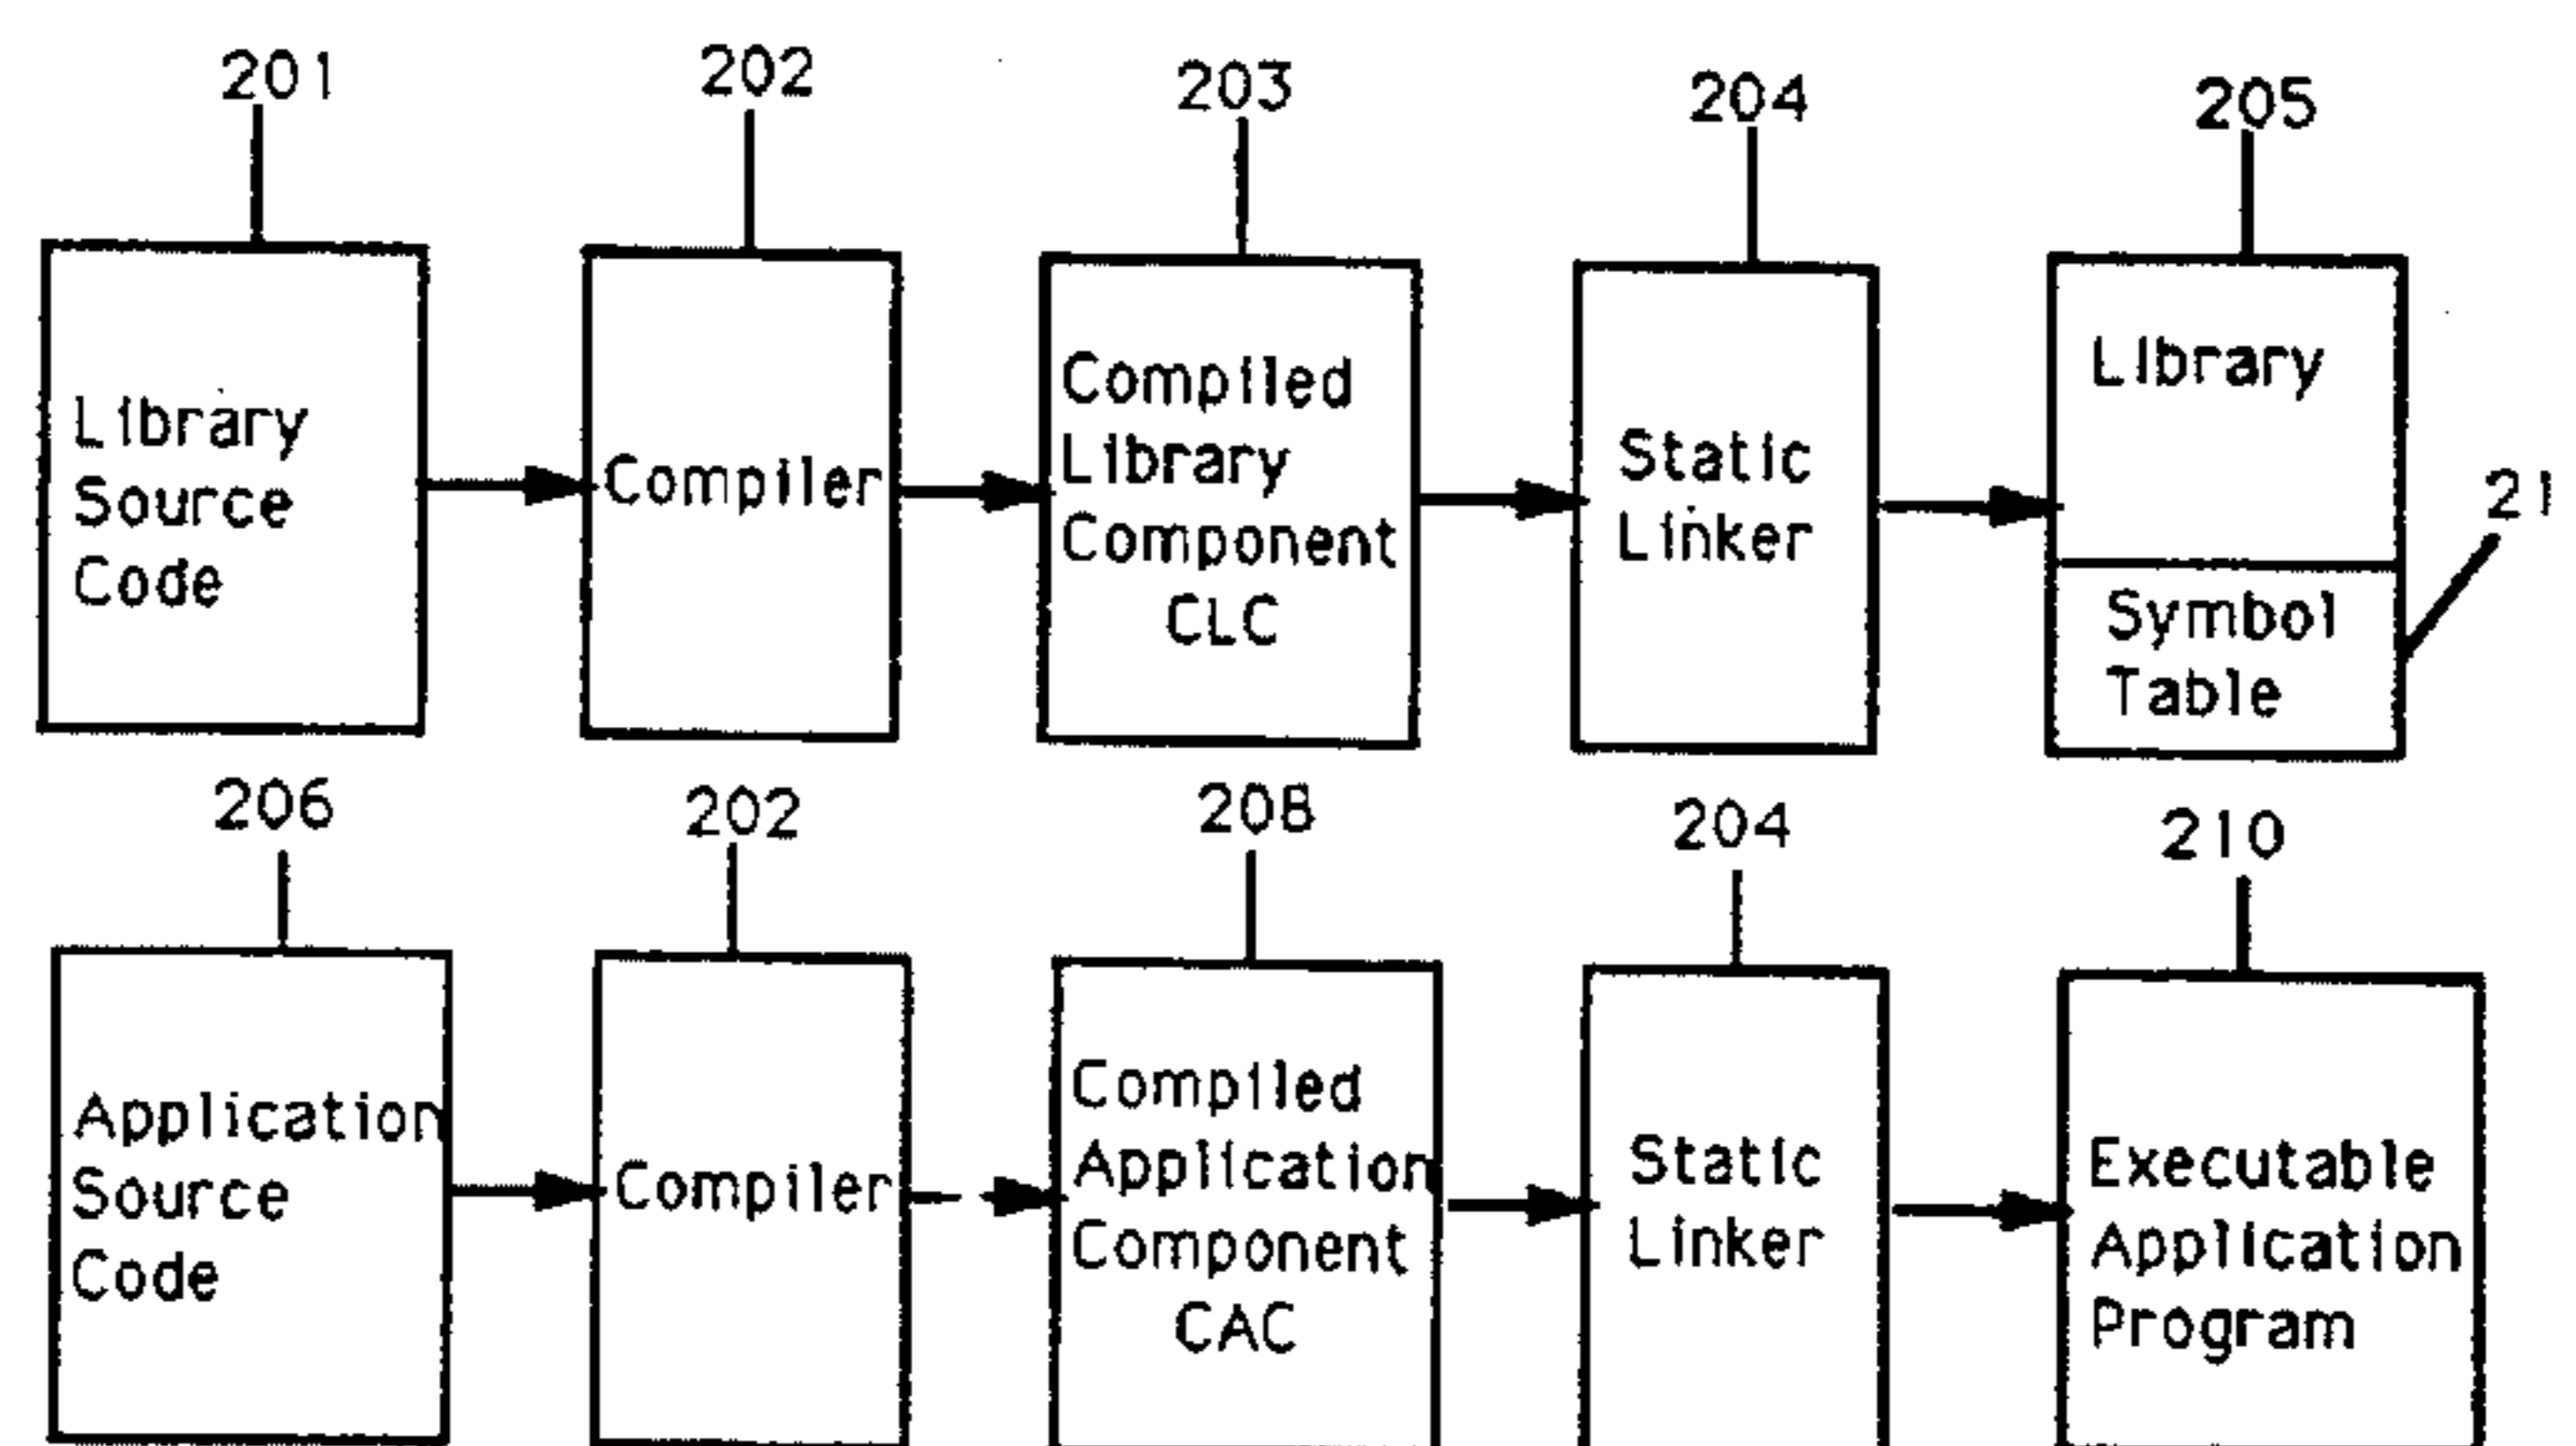 201
202
203
204
205
Library
Source
Code
Compiler
Compiled
Library
Component
CLC
Static
Linker
Library
Symbol
Table
21
206
202
208
204
210
Application
Source
Code
Compiler
Compiled
Application
Component
CAC
Static
Linker
Executable
Application
Program